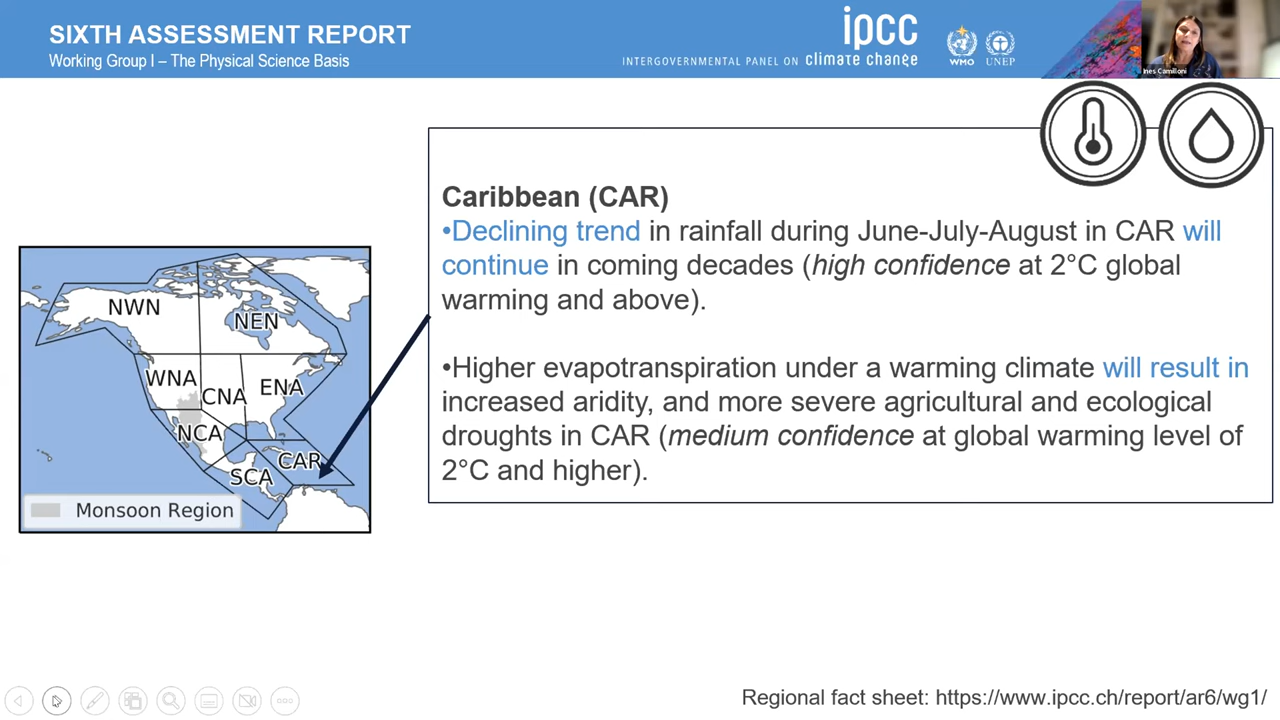 SIXTH ASSESSMENT REPORT
Working Group I – The Physical Science Basis
ipcc
INTERGOVERNMENTAL PANEL ON climate change
WMO
UNEP
Ines Camilloni
Caribbean (CAR)
•Declining trend in rainfall during June-July-August in CAR will
continue in coming decades (high confidence at 2°C global
warming and above).
•Higher evapotranspiration under a warming climate will result in
increased aridity, and more severe agricultural and ecological
droughts in CAR (medium confidence at global warming level of
2°C and higher).
NWN
NEN
WNA
CNA
ENA
NCA
CAR
SCA
Monsoon Region
Regional fact sheet: https://www.ipcc.ch/report/ar6/wg1/